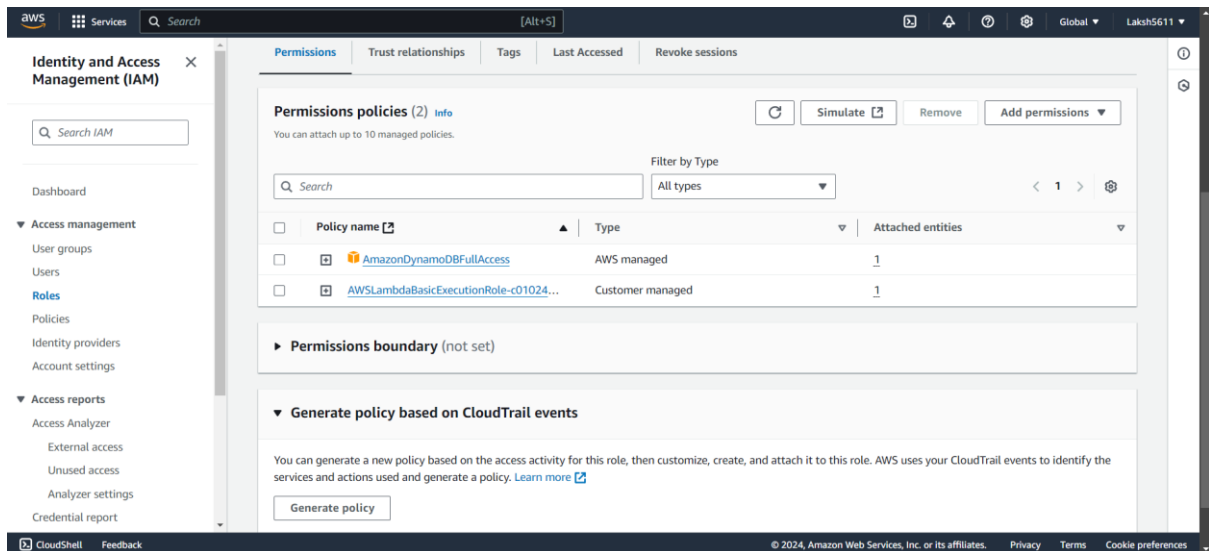 aws Services Search [Alt+S] Global Laksh5611
Identity and Access
Management (IAM)
Search IAM
Dashboard
Access management
User groups
Users
Roles
Policies
Identity providers
Account settings
Access reports
Access Analyzer
External access
Unused access
Analyzer settings
Credential report
Permissions Trust relationships Tags Last Accessed Revoke sessions
Permissions policies (2) Info
You can attach up to 10 managed policies.
Simulate Remove Add permissions
Filter by Type
Search All types 1
Policy name Type Attached entities
AmazonDynamoDBFullAccess AWS managed 1
AWSLambdaBasicExecutionRole-c01024... Customer managed 1
Permissions boundary (not set)
Generate policy based on CloudTrail events
You can generate a new policy based on the access activity for this role, then customize, create, and attach it to this role. AWS uses your CloudTrail events to identify the
services and actions used and generate a policy. Learn more
Generate policy
CloudShell Feedback © 2024, Amazon Web Services, Inc. or its affiliates. Privacy Terms Cookie preferences